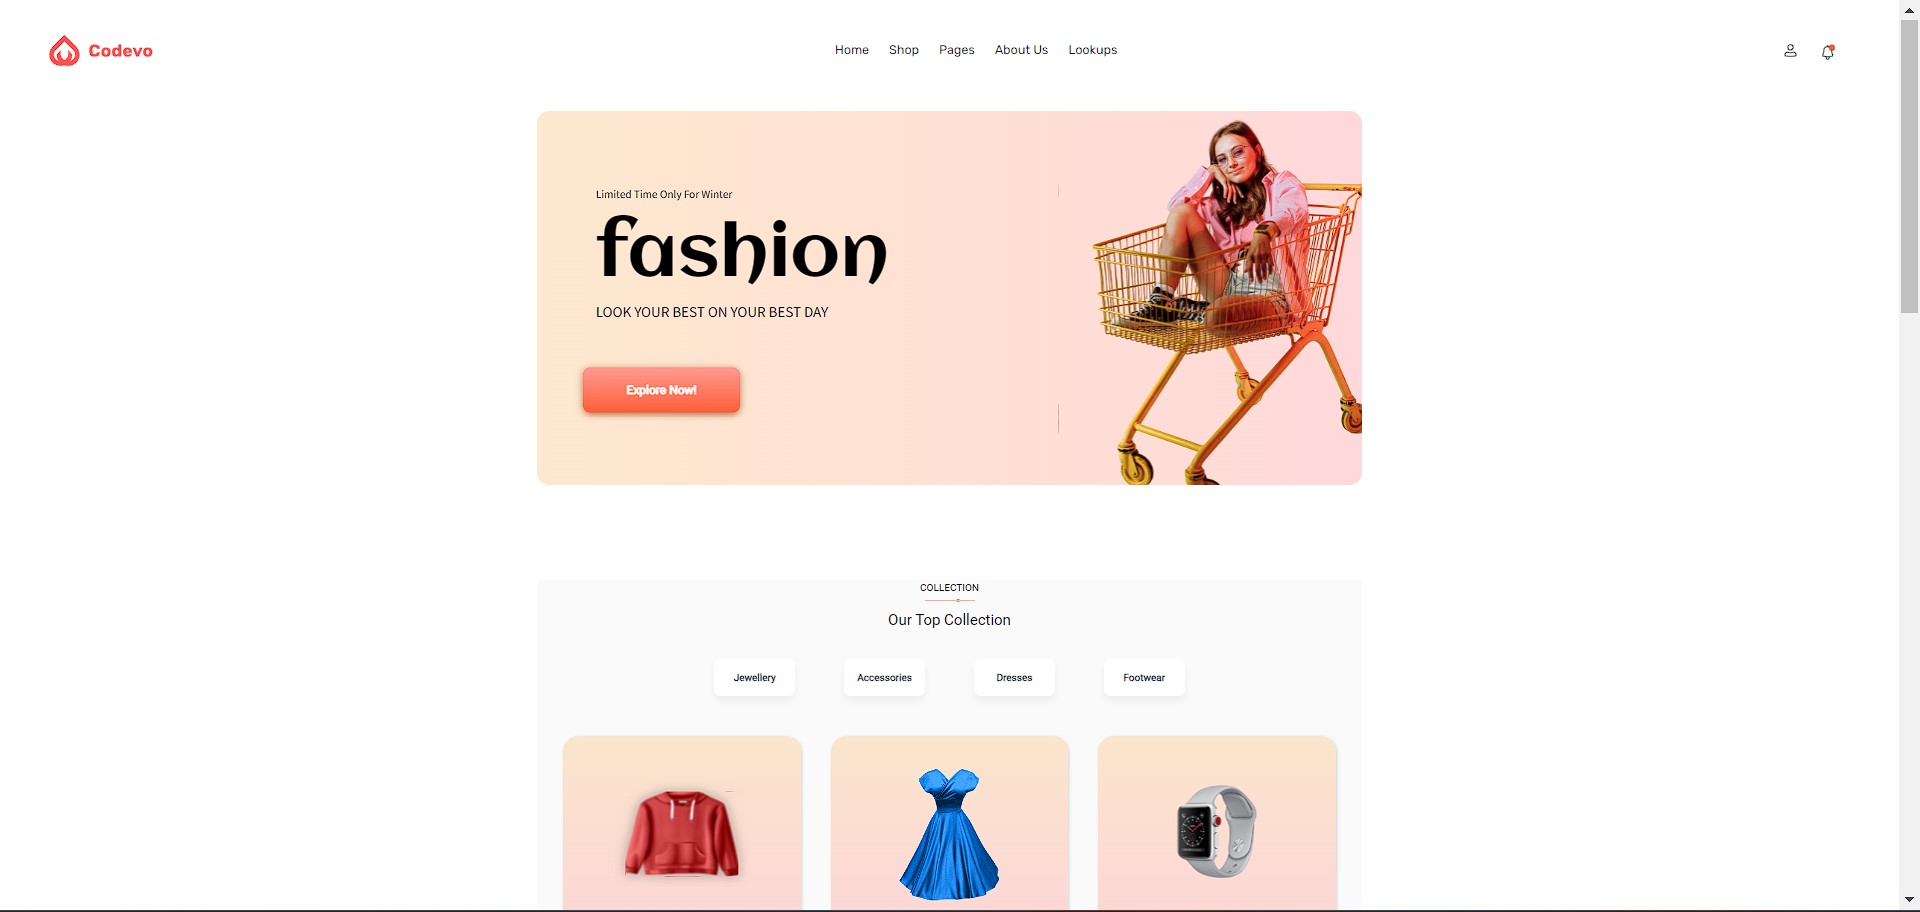 Codevo
Home Shop Pages About Us Lookups
Limited Time Only For Winter
fashion
LOOK YOUR BEST ON YOUR BEST DAY
Explore Now!
COLLECTION
Our Top Collection
Jewellery Accessories Dresses Footwear